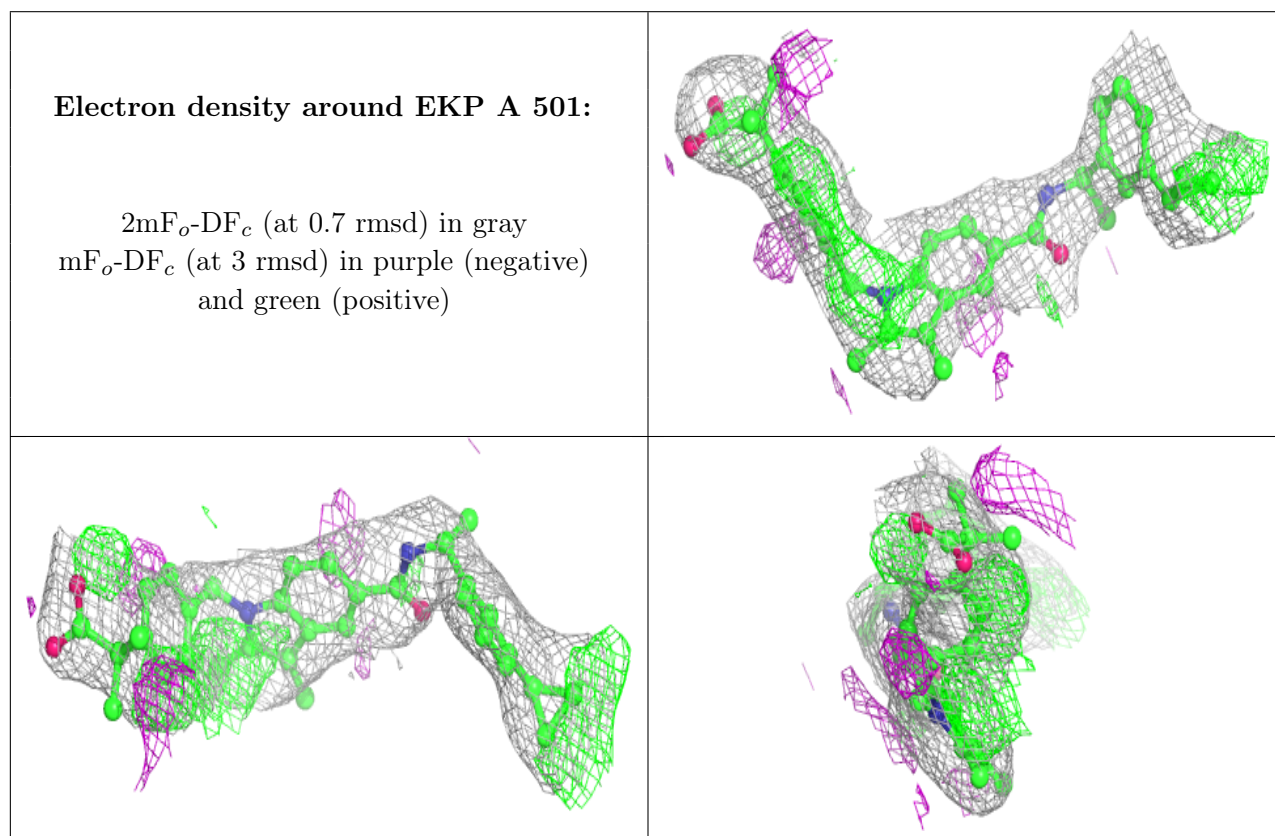 Electron density around EKP A 501:
2mFo-DFc (at 0.7 rmsd) in gray
mFo-DFc (at 3 rmsd) in purple (negative)
and green (positive)